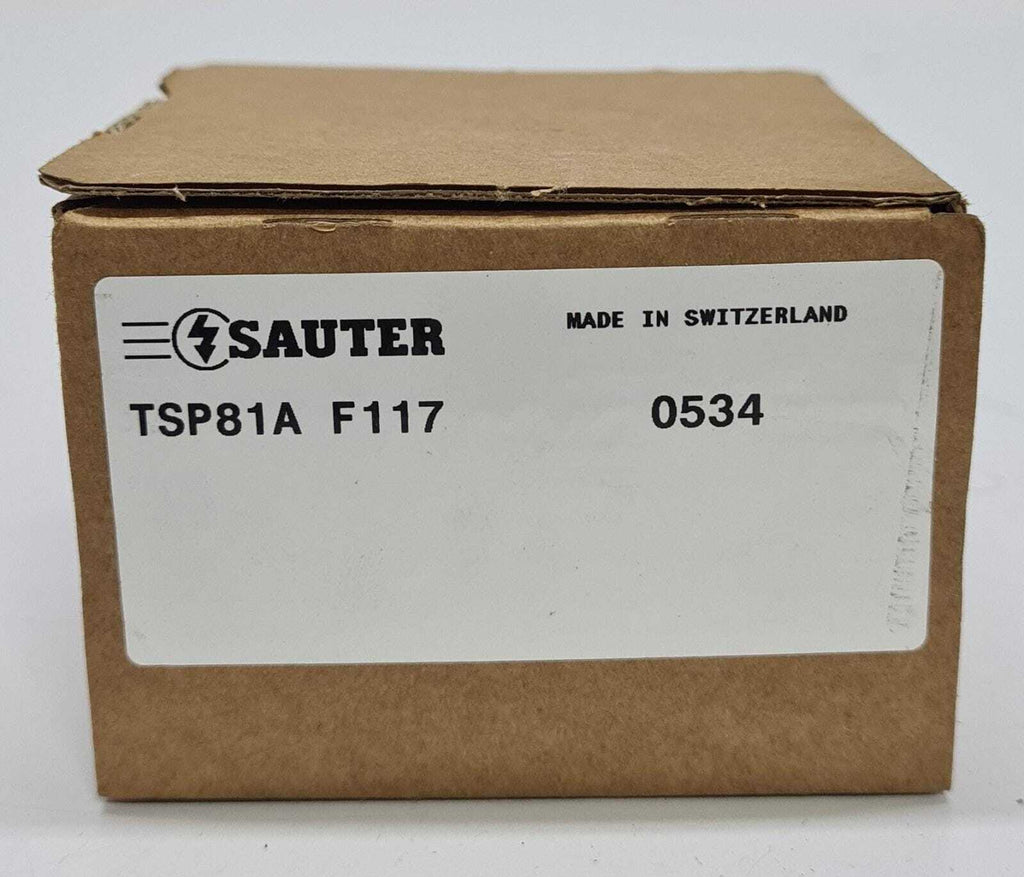 SAUTER
MADE IN SWITZERLAND
TSP81A F117 0534